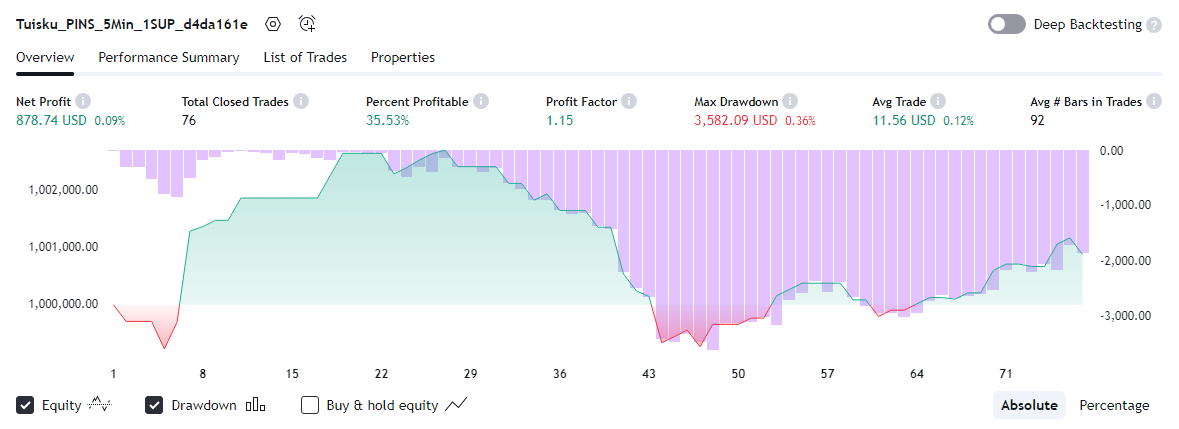 Tuisku_PINS_5Min_1SUP_d4da161e
Deep Backtesting ?
Overview Performance Summary List of Trades Properties
Net Profit i Total Closed Trades i Percent Profitable i Profit Factor i Max Drawdown i Avg Trade i Avg # Bars in Trades i
878.74 USD 0.09% 76 35.53% 1.15 3,582.09 USD 0.36% 11.56 USD 0.12% 92
0.00
1,002,000.00
-1,000.00
1,001,000.00
-2,000.00
1,000,000.00
-3,000.00
1 8 15 22 29 36 43 50 57 64 71
Equity Drawdown Buy & hold equity Absolute Percentage